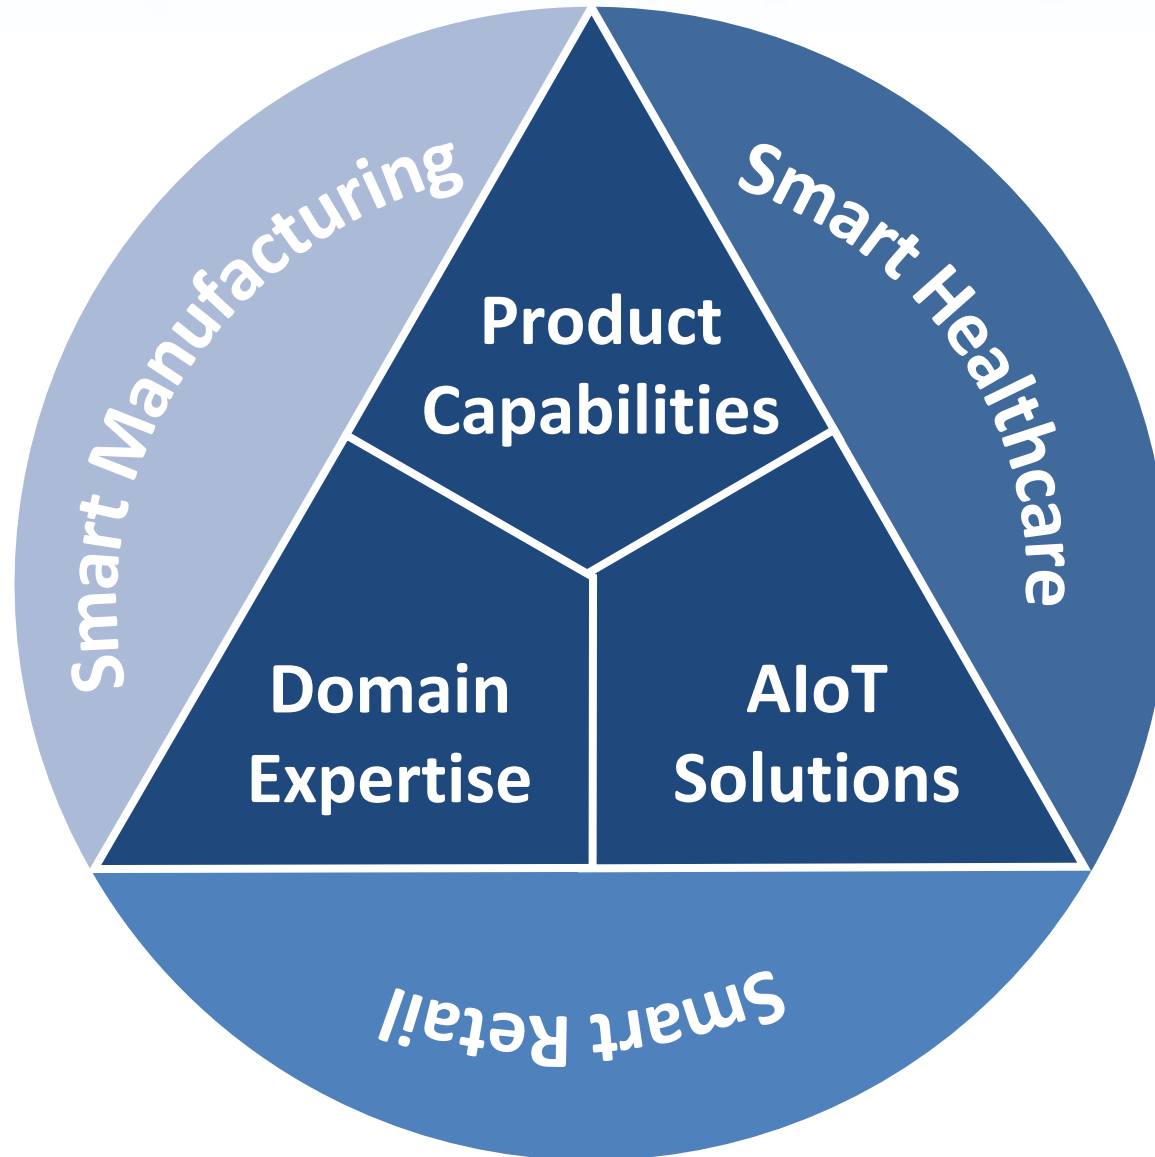 Smart Manufacturing
Smart Healthcare
Product
Capabilities
Domain
Expertise
AIoT
Solutions
Smart Retail